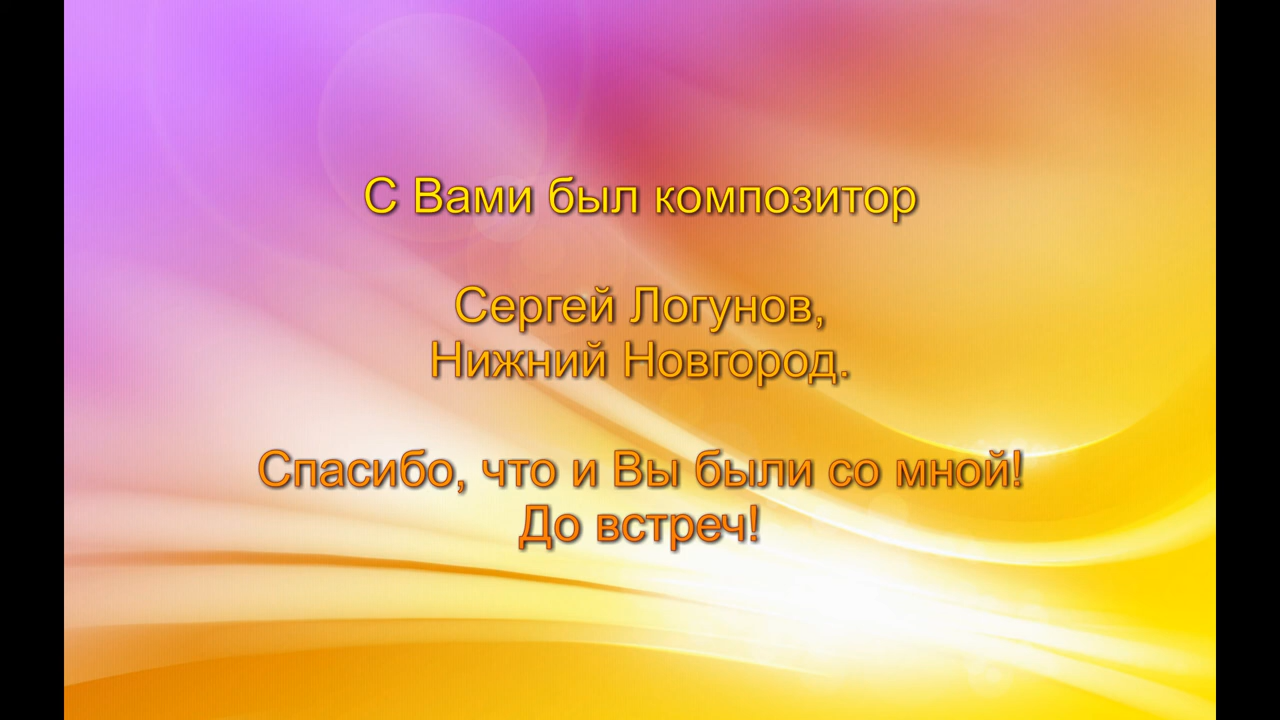 С Вами был композитор
Сергей Логунов,
Нижний Новгород.
Спасибо, что и Вы были со мной!
До встреч!